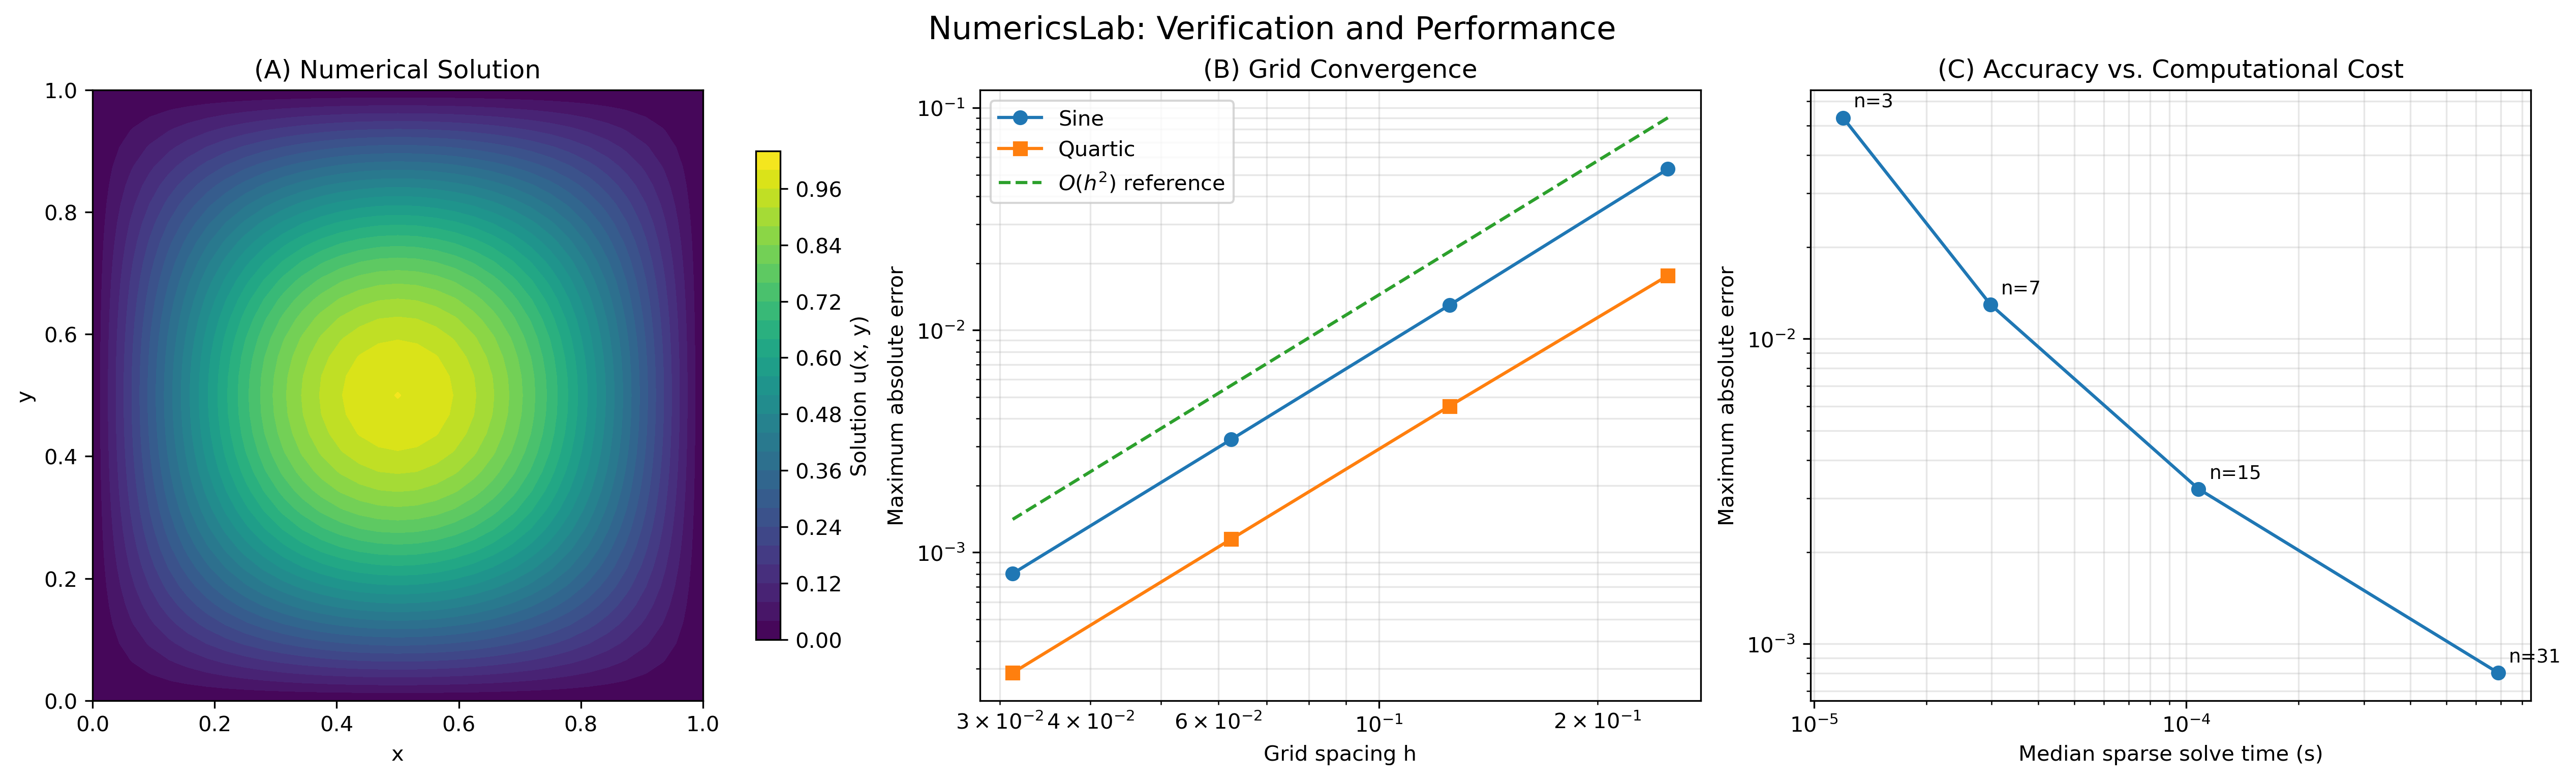 NumericsLab: Verification and Performance
(A) Numerical Solution
1.0
0.8
0.6
0.4
0.2
0.0
y
0.0 0.2 0.4 0.6 0.8 1.0
x
0.96
0.84
0.72
0.60
0.48
0.36
0.24
0.12
0.00
Solution u(x, y)
(B) Grid Convergence
Sine
Quartic
O(h²) reference
10⁻¹
10⁻²
10⁻³
Maximum absolute error
3 × 10⁻² 4 × 10⁻² 6 × 10⁻² 10⁻¹ 2 × 10⁻¹
Grid spacing h
(C) Accuracy vs. Computational Cost
n=3
n=7
n=15
n=31
10⁻²
10⁻³
Maximum absolute error
10⁻⁵ 10⁻⁴
Median sparse solve time (s)